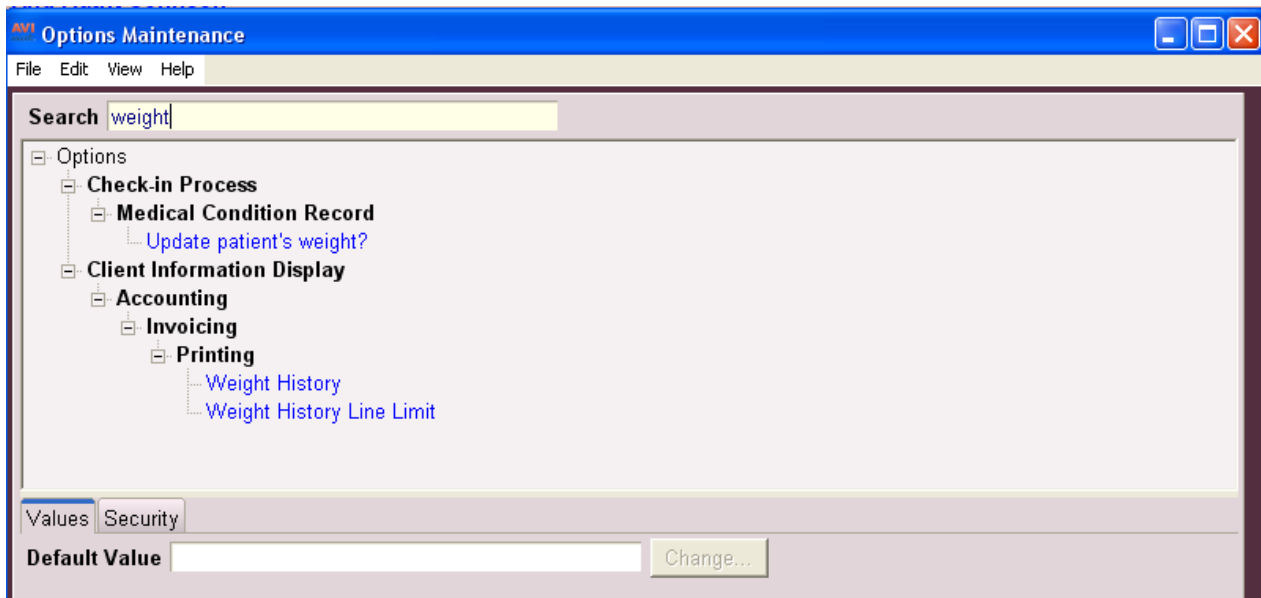 AVI Options Maintenance
File Edit View Help
Search weight
Options
Check-in Process
Medical Condition Record
Update patient's weight?
Client Information Display
Accounting
Invoicing
Printing
Weight History
Weight History Line Limit
Values Security
Default Value Change...